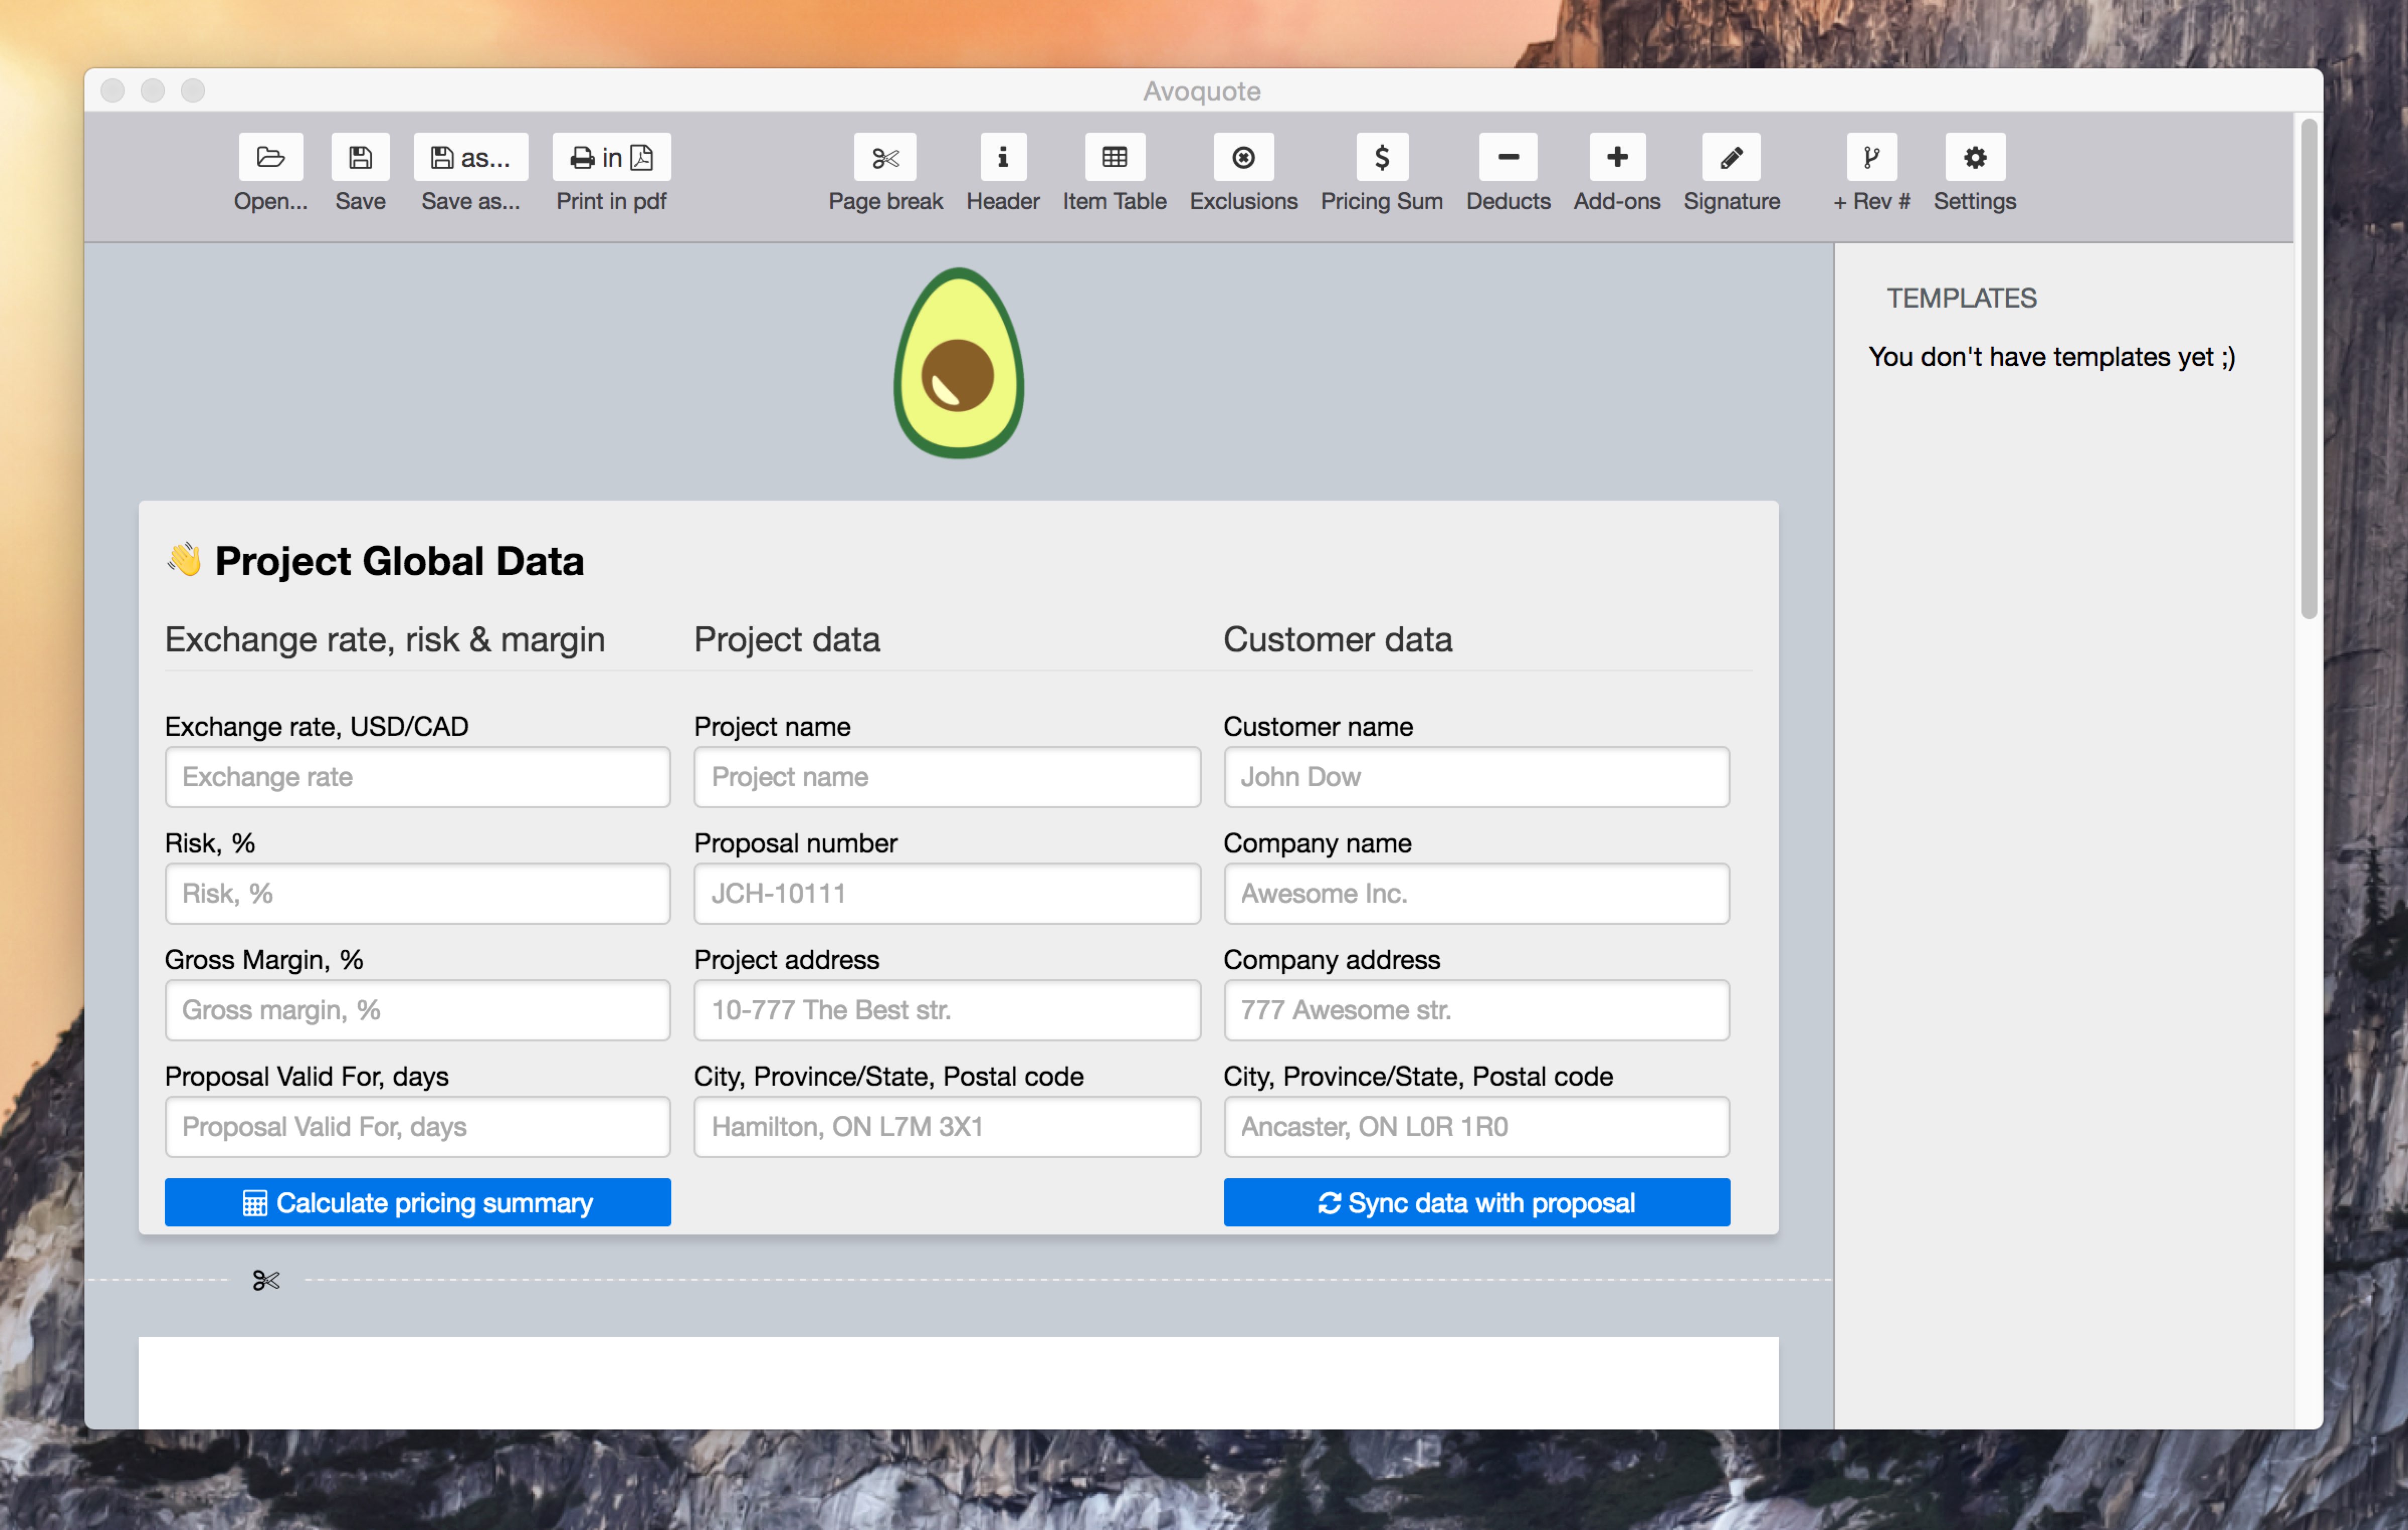 Avoquote
as... in
Open... Save Save as... Print in pdf Page break Header Item Table Exclusions Pricing Sum Deducts Add-ons Signature + Rev # Settings
TEMPLATES
You don't have templates yet ;)
Project Global Data
Exchange rate, risk & margin Project data Customer data
Exchange rate, USD/CAD Project name Customer name
Exchange rate Project name John Dow
Risk, % Proposal number Company name
Risk, % JCH-10111 Awesome Inc.
Gross Margin, % Project address Company address
Gross margin, % 10-777 The Best str. 777 Awesome str.
Proposal Valid For, days City, Province/State, Postal code City, Province/State, Postal code
Proposal Valid For, days Hamilton, ON L7M 3X1 Ancaster, ON L0R 1R0
Calculate pricing summary Sync data with proposal